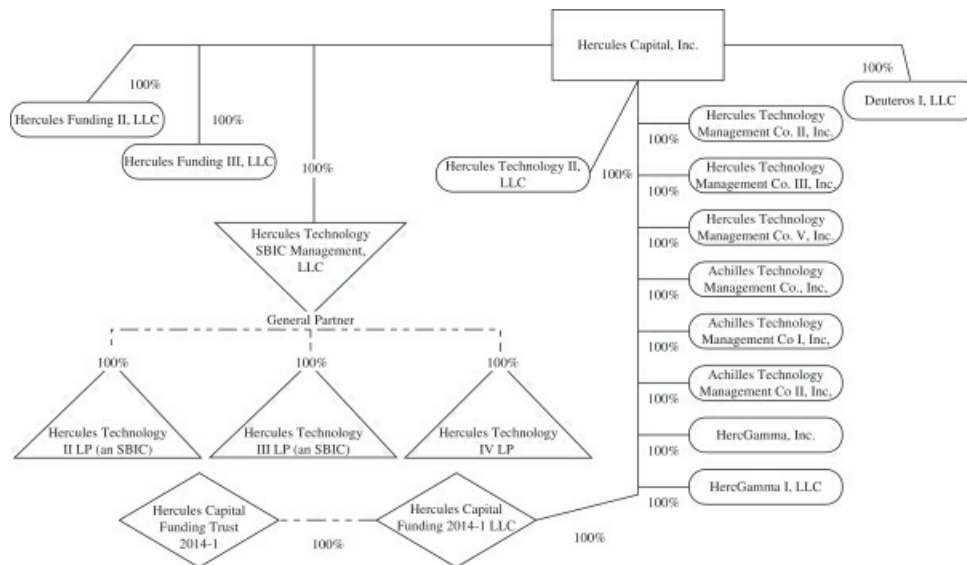 Hercules Capital, Inc.
100%
Hercules Funding II, LLC
100%
Hercules Funding III, LLC
100%
Hercules Technology
SBIC Management,
LLC
General Partner
100%
Hercules Technology
II LP (an SBIC)
100%
Hercules Technology
III LP (an SBIC)
100%
Hercules Technology
IV LP
100%
Hercules Technology II,
LLC
100%
Deuteros I, LLC
100%
Hercules Technology
Management Co. II, Inc.
100%
Hercules Technology
Management Co. III, Inc.
100%
Hercules Technology
Management Co. V, Inc.
100%
Achilles Technology
Management Co., Inc,
100%
Achilles Technology
Management Co I, Inc,
100%
Achilles Technology
Management Co II, Inc,
100%
HercGamma, Inc.
100%
HercGamma I, LLC
100%
Hercules Capital
Funding 2014-1 LLC
100%
Hercules Capital
Funding Trust
2014-1
100%